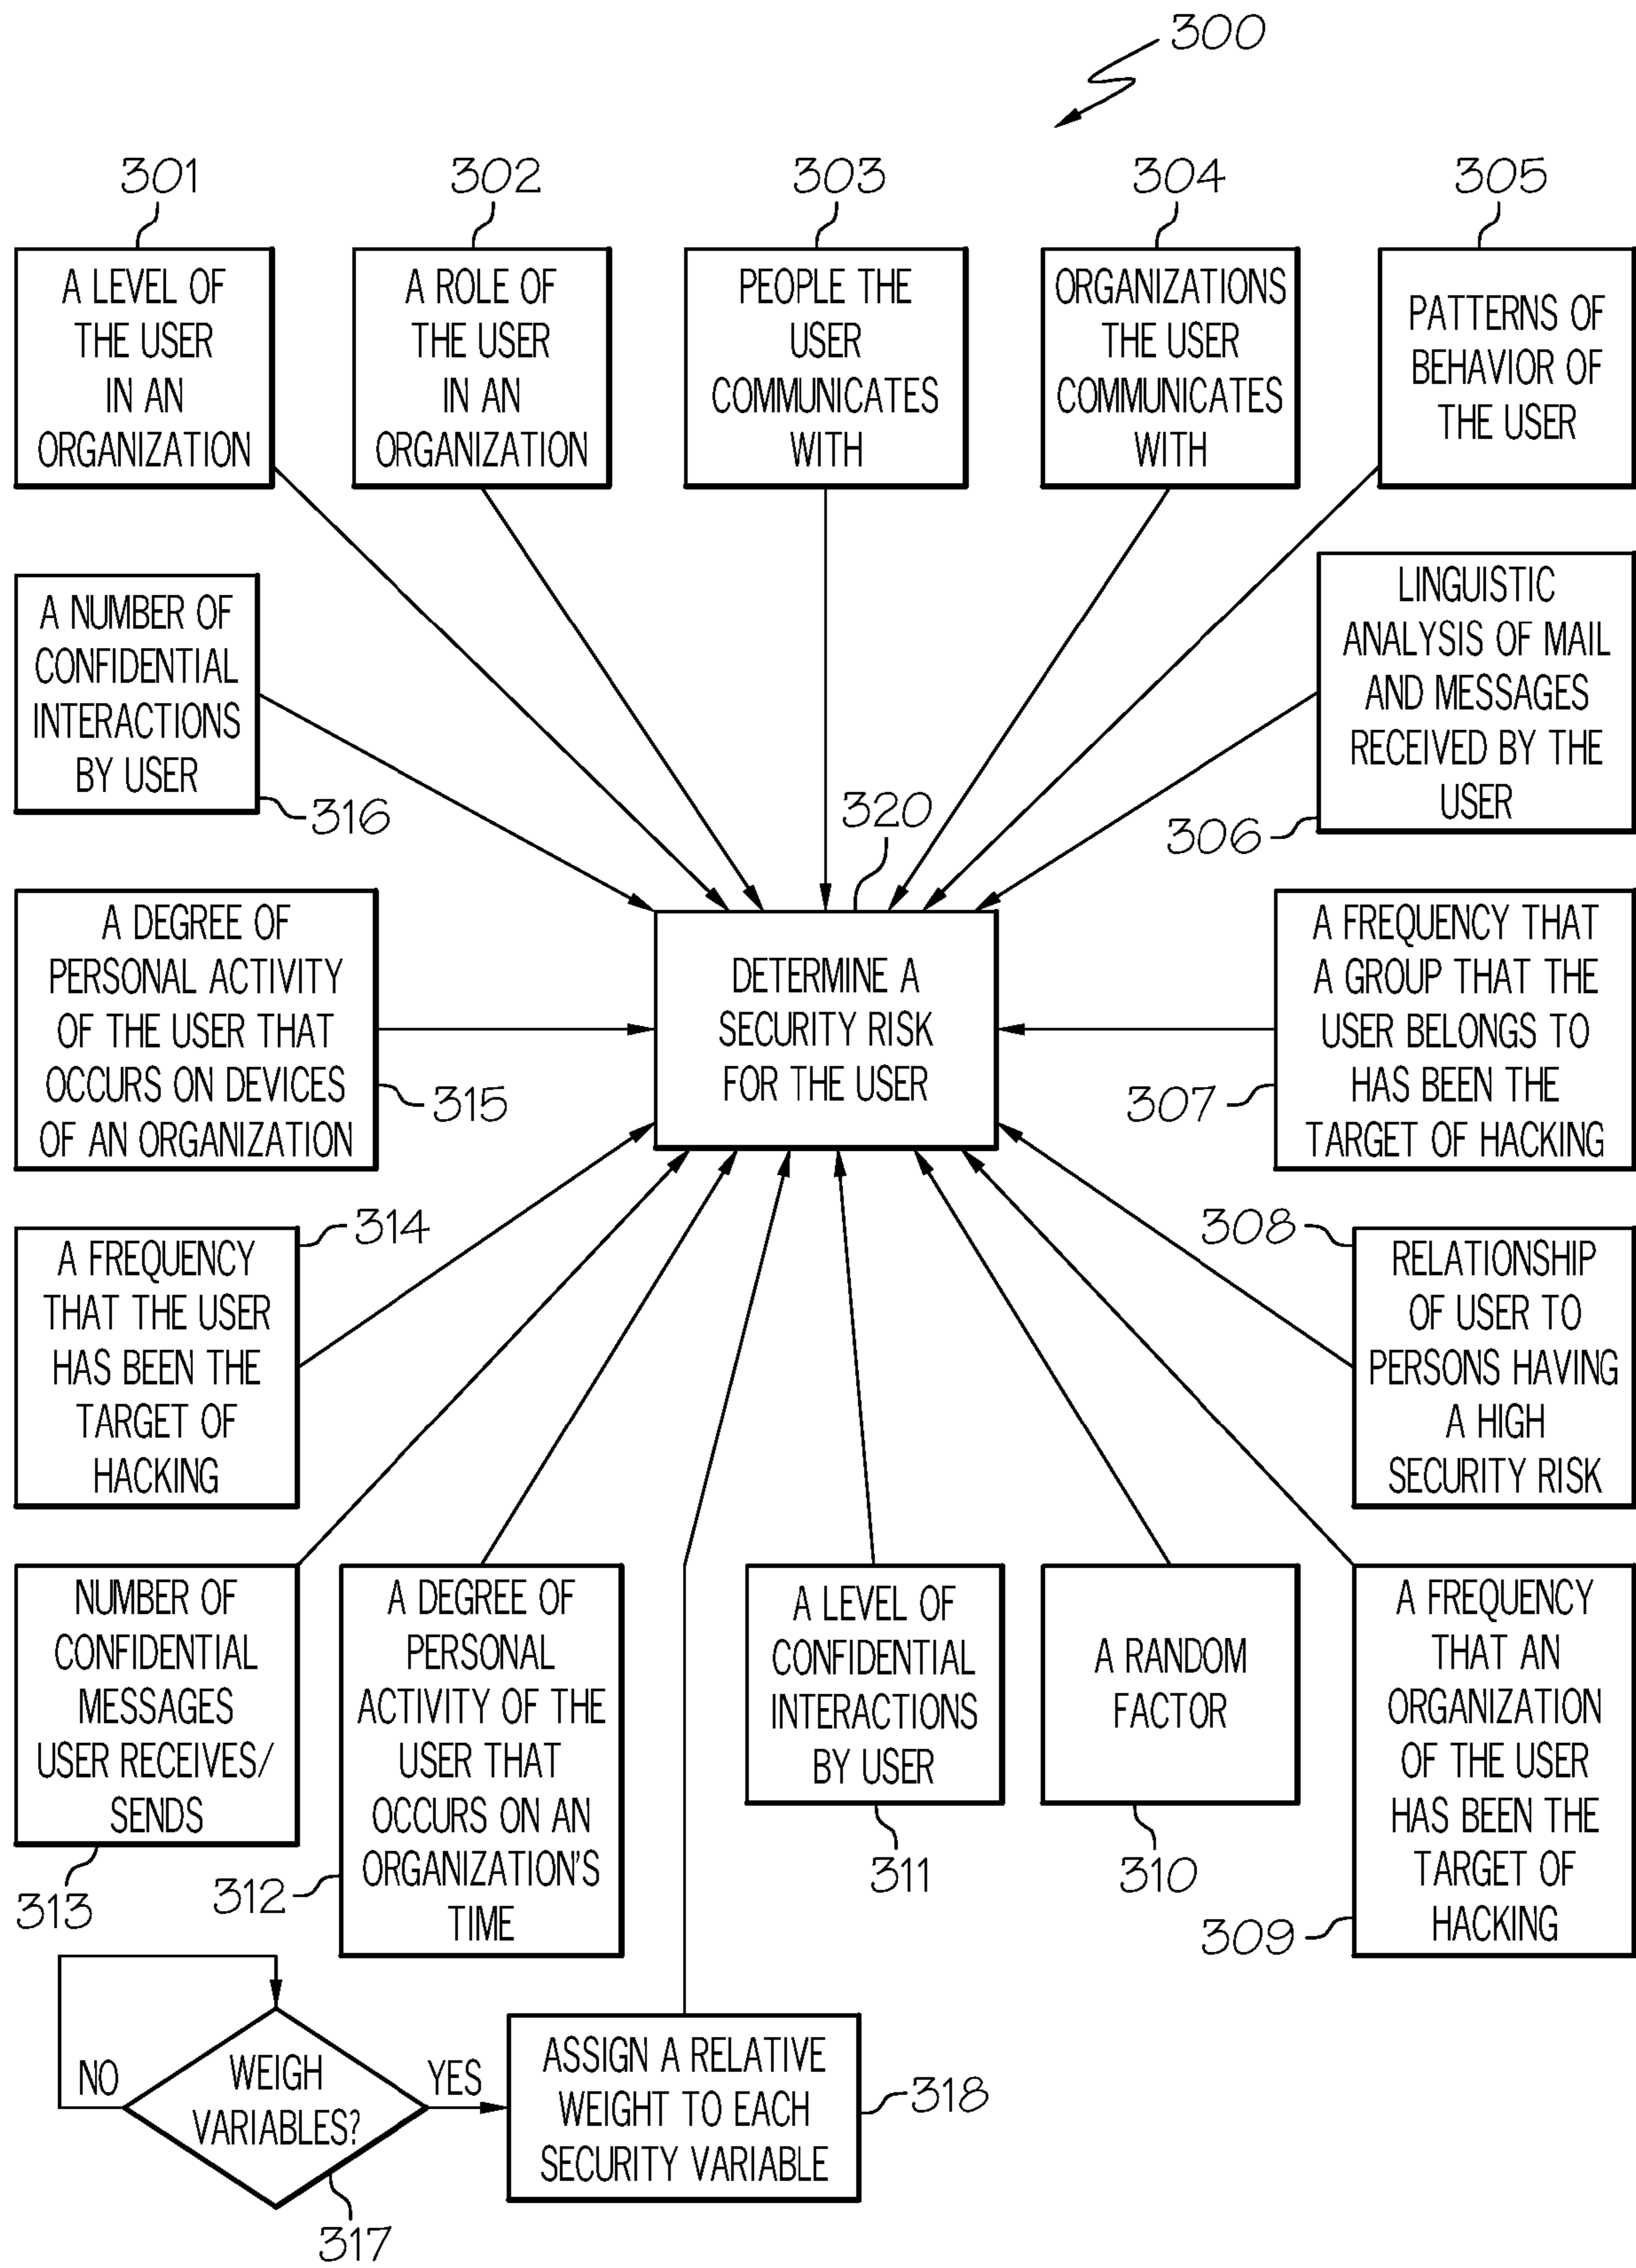 300
301
A LEVEL OF
THE USER
IN AN
ORGANIZATION
302
A ROLE OF
THE USER
IN AN
ORGANIZATION
303
PEOPLE THE
USER
COMMUNICATES
WITH
304
ORGANIZATIONS
THE USER
COMMUNICATES
WITH
305
PATTERNS OF
BEHAVIOR OF
THE USER
A NUMBER OF
CONFIDENTIAL
INTERACTIONS
BY USER
316
LINGUISTIC
ANALYSIS OF MAIL
AND MESSAGES
RECEIVED BY THE
USER
306
320
A DEGREE OF
PERSONAL ACTIVITY
OF THE USER THAT
OCCURS ON DEVICES
OF AN ORGANIZATION
315
DETERMINE A
SECURITY RISK
FOR THE USER
A FREQUENCY THAT
A GROUP THAT THE
USER BELONGS TO
HAS BEEN THE
TARGET OF HACKING
307
314
A FREQUENCY
THAT THE USER
HAS BEEN THE
TARGET OF
HACKING
308
RELATIONSHIP
OF USER TO
PERSONS HAVING
A HIGH
SECURITY RISK
NUMBER OF
CONFIDENTIAL
MESSAGES
USER RECEIVES/
SENDS
313
A DEGREE OF
PERSONAL
ACTIVITY OF THE
USER THAT
OCCURS ON AN
ORGANIZATION'S
TIME
312
A LEVEL OF
CONFIDENTIAL
INTERACTIONS
BY USER
311
A RANDOM
FACTOR
310
A FREQUENCY
THAT AN
ORGANIZATION
OF THE USER
HAS BEEN THE
TARGET OF
HACKING
309
NO
WEIGH
VARIABLES?
YES
317
ASSIGN A RELATIVE
WEIGHT TO EACH
SECURITY VARIABLE
318